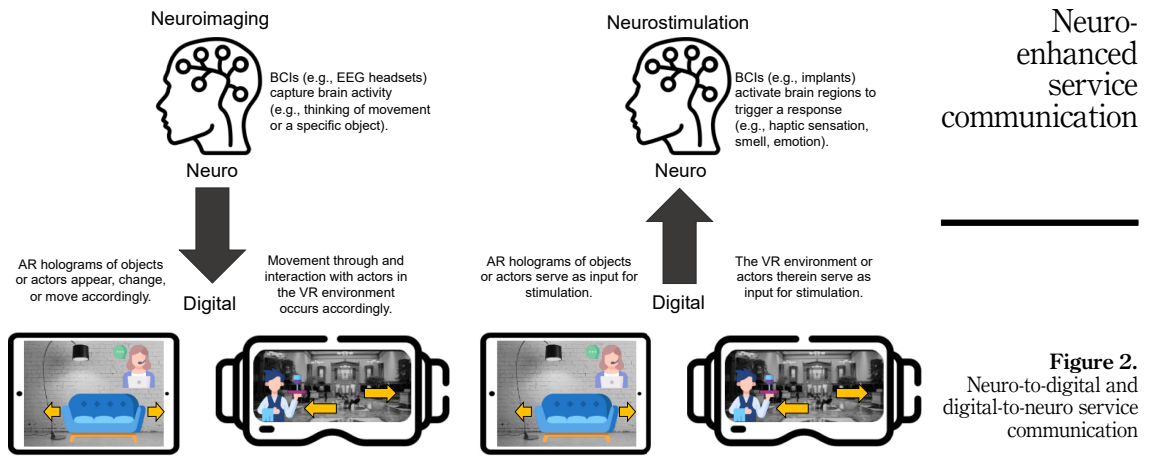 Neuroimaging
BCIs (e.g., EEG headsets)
capture brain activity
(e.g., thinking of movement
or a specific object).
Neuro
AR holograms of objects
or actors appear, change,
or move accordingly.
Digital
Movement through and
interaction with actors in
the VR environment
occurs accordingly.
Neurostimulation
BCIs (e.g., implants)
activate brain regions to
trigger a response
(e.g., haptic sensation,
smell, emotion).
Neuro
AR holograms of objects
or actors serve as input for
stimulation.
Digital
The VR environment or
actors therein serve as
input for stimulation.
Neuro-
enhanced
service
communication
Figure 2.
Neuro-to-digital and
digital-to-neuro service
communication